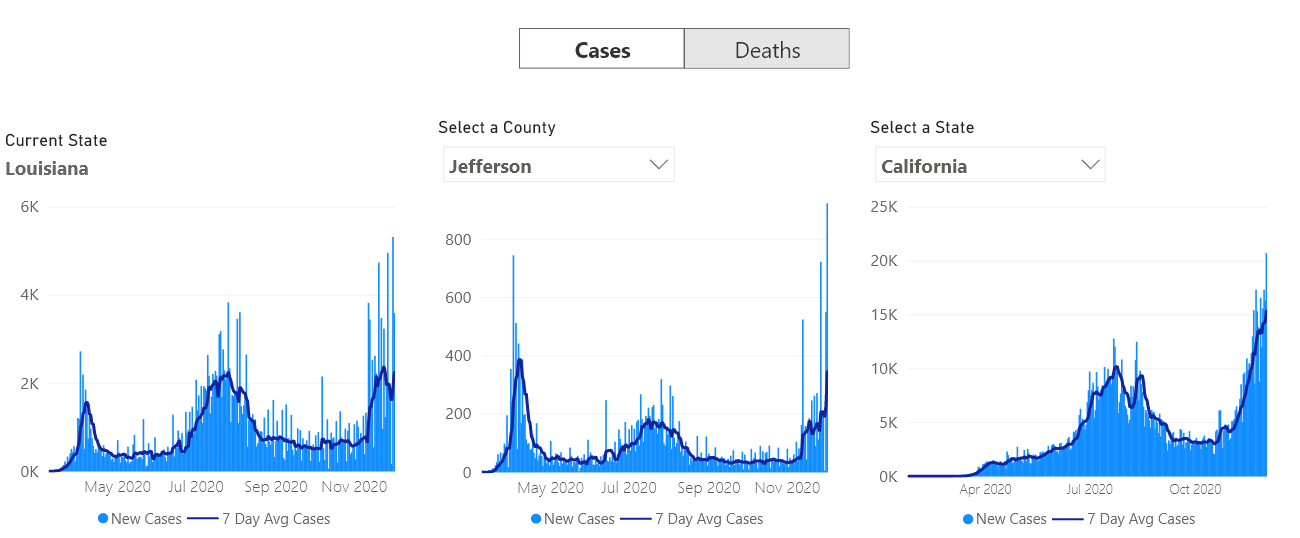 Cases
Deaths
Current State
Louisiana
6K
4K
2K
0K
May 2020
Jul 2020
Sep 2020
Nov 2020
New Cases
7 Day Avg Cases
Select a County
Jefferson
800
600
400
200
0
May 2020
Jul 2020
Sep 2020
Nov 2020
New Cases
7 Day Avg Cases
Select a State
California
25K
20K
15K
10K
5K
0K
Apr 2020
Jul 2020
Oct 2020
New Cases
7 Day Avg Cases